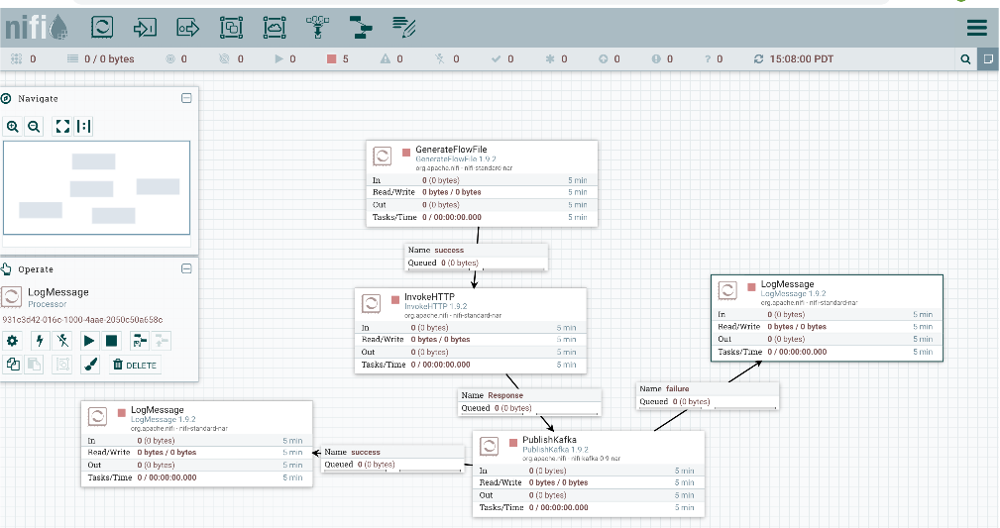 nifi
0 0 / 0 bytes 0 0 0 5 0 0 0 0 0 0 0 15:08:00 PDT
Navigate
GenerateFlowFile
GenerateFlowFile 1.9.2
org.apache.nifi - nifi-standard-nar
In 0 (0 bytes) 5 min
Read/Write 0 bytes / 0 bytes 5 min
Out 0 (0 bytes) 5 min
Tasks/Time 0 / 00:00:00.000 5 min
Name success
Queued 0 (0 bytes)
Operate
LogMessage
Processor
931c3d42-016c-1000-4aae-2050c50a658c
DELETE
InvokeHTTP
InvokeHTTP 1.9.2
org.apache.nifi - nifi-standard-nar
In 0 (0 bytes) 5 min
Read/Write 0 bytes / 0 bytes 5 min
Out 0 (0 bytes) 5 min
Tasks/Time 0 / 00:00:00.000 5 min
LogMessage
LogMessage 1.9.2
org.apache.nifi - nifi-standard-nar
In 0 (0 bytes) 5 min
Read/Write 0 bytes / 0 bytes 5 min
Out 0 (0 bytes) 5 min
Tasks/Time 0 / 00:00:00.000 5 min
Name Response
Queued 0 (0 bytes)
Name failure
Queued 0 (0 bytes)
LogMessage
LogMessage 1.9.2
org.apache.nifi - nifi-standard-nar
In 0 (0 bytes) 5 min
Read/Write 0 bytes / 0 bytes 5 min
Out 0 (0 bytes) 5 min
Tasks/Time 0 / 00:00:00.000 5 min
Name success
Queued 0 (0 bytes)
PublishKafka
PublishKafka 1.9.2
org.apache.nifi - nifi-kafka-0-9-nar
In 0 (0 bytes) 5 min
Read/Write 0 bytes / 0 bytes 5 min
Out 0 (0 bytes) 5 min
Tasks/Time 0 / 00:00:00.000 5 min